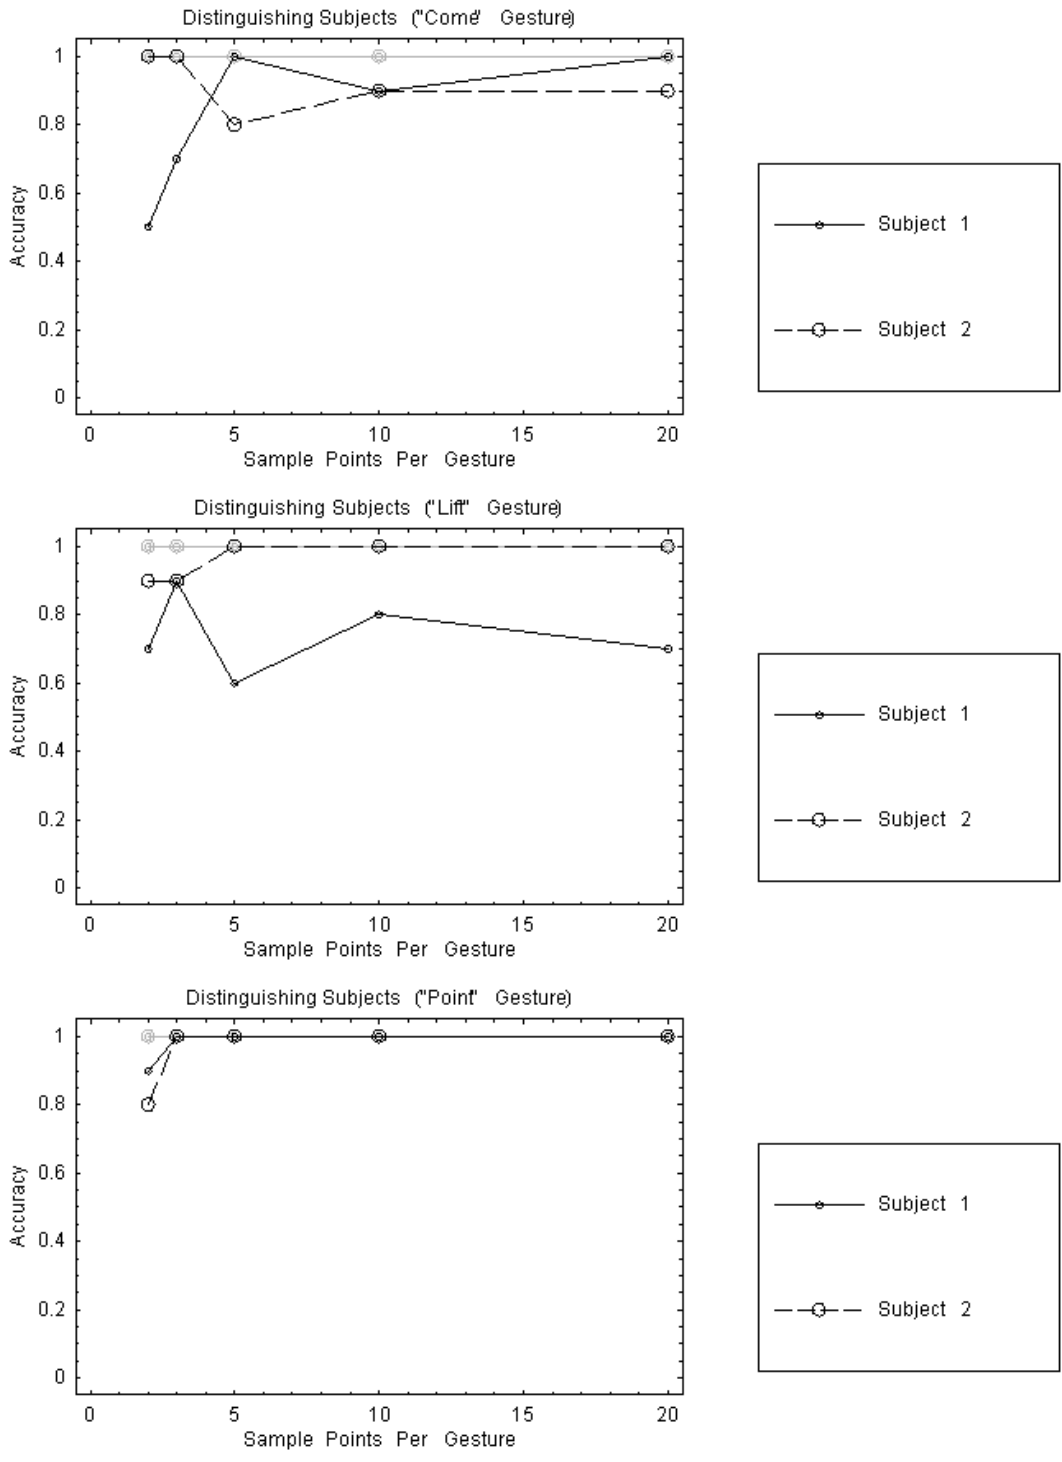 Distinguishing Subjects ("Come" Gesture)
1
0.8
0.6
0.4
0.2
0
Accuracy
0 5 10 15 20
Sample Points Per Gesture
Subject 1
Subject 2
Distinguishing Subjects ("Lift" Gesture)
1
0.8
0.6
0.4
0.2
0
Accuracy
0 5 10 15 20
Sample Points Per Gesture
Subject 1
Subject 2
Distinguishing Subjects ("Point" Gesture)
1
0.8
0.6
0.4
0.2
0
Accuracy
0 5 10 15 20
Sample Points Per Gesture
Subject 1
Subject 2